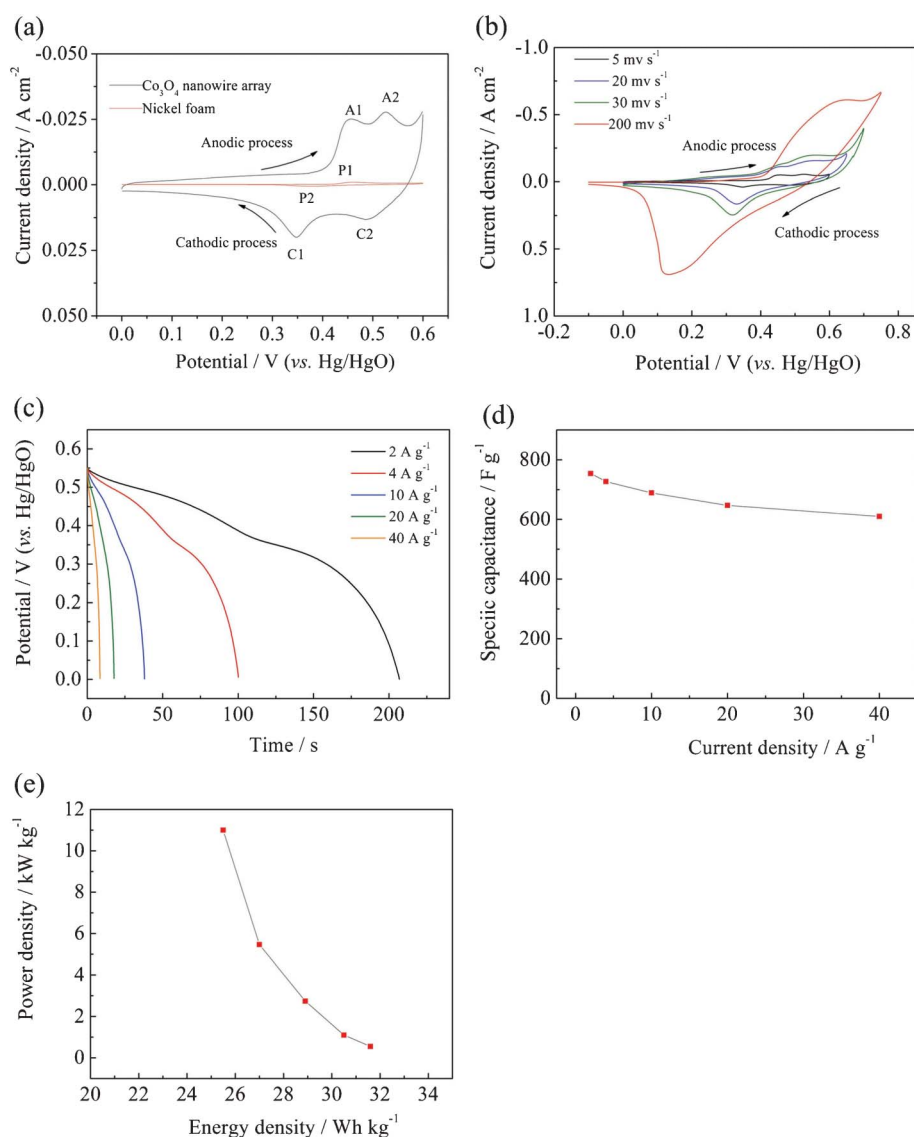 (a)
-0.050
-0.025
0.000
0.025
0.050
Current density / A cm⁻²
Co₃O₄ nanowire array
Nickel foam
A1
A2
Anodic process
P1
P2
Cathodic process
C1
C2
0.0 0.1 0.2 0.3 0.4 0.5 0.6
Potential / V (vs. Hg/HgO)
(b)
-1.0
-0.5
0.0
0.5
1.0
Current density / A cm⁻²
5 mv s⁻¹
20 mv s⁻¹
30 mv s⁻¹
200 mv s⁻¹
Anodic process
Cathodic process
-0.2 0.0 0.2 0.4 0.6 0.8
Potential / V (vs. Hg/HgO)
(c)
0.6
0.5
0.4
0.3
0.2
0.1
0.0
Potential / V (vs. Hg/HgO)
2 A g⁻¹
4 A g⁻¹
10 A g⁻¹
20 A g⁻¹
40 A g⁻¹
0 50 100 150 200
Time / s
(d)
800
600
400
200
0
Speciic capacitance / F g⁻¹
0 10 20 30 40
Current density / A g⁻¹
(e)
12
11
10
8
6
4
2
0
Power density / kW kg⁻¹
20 22 24 26 28 30 32 34
Energy density / Wh kg⁻¹